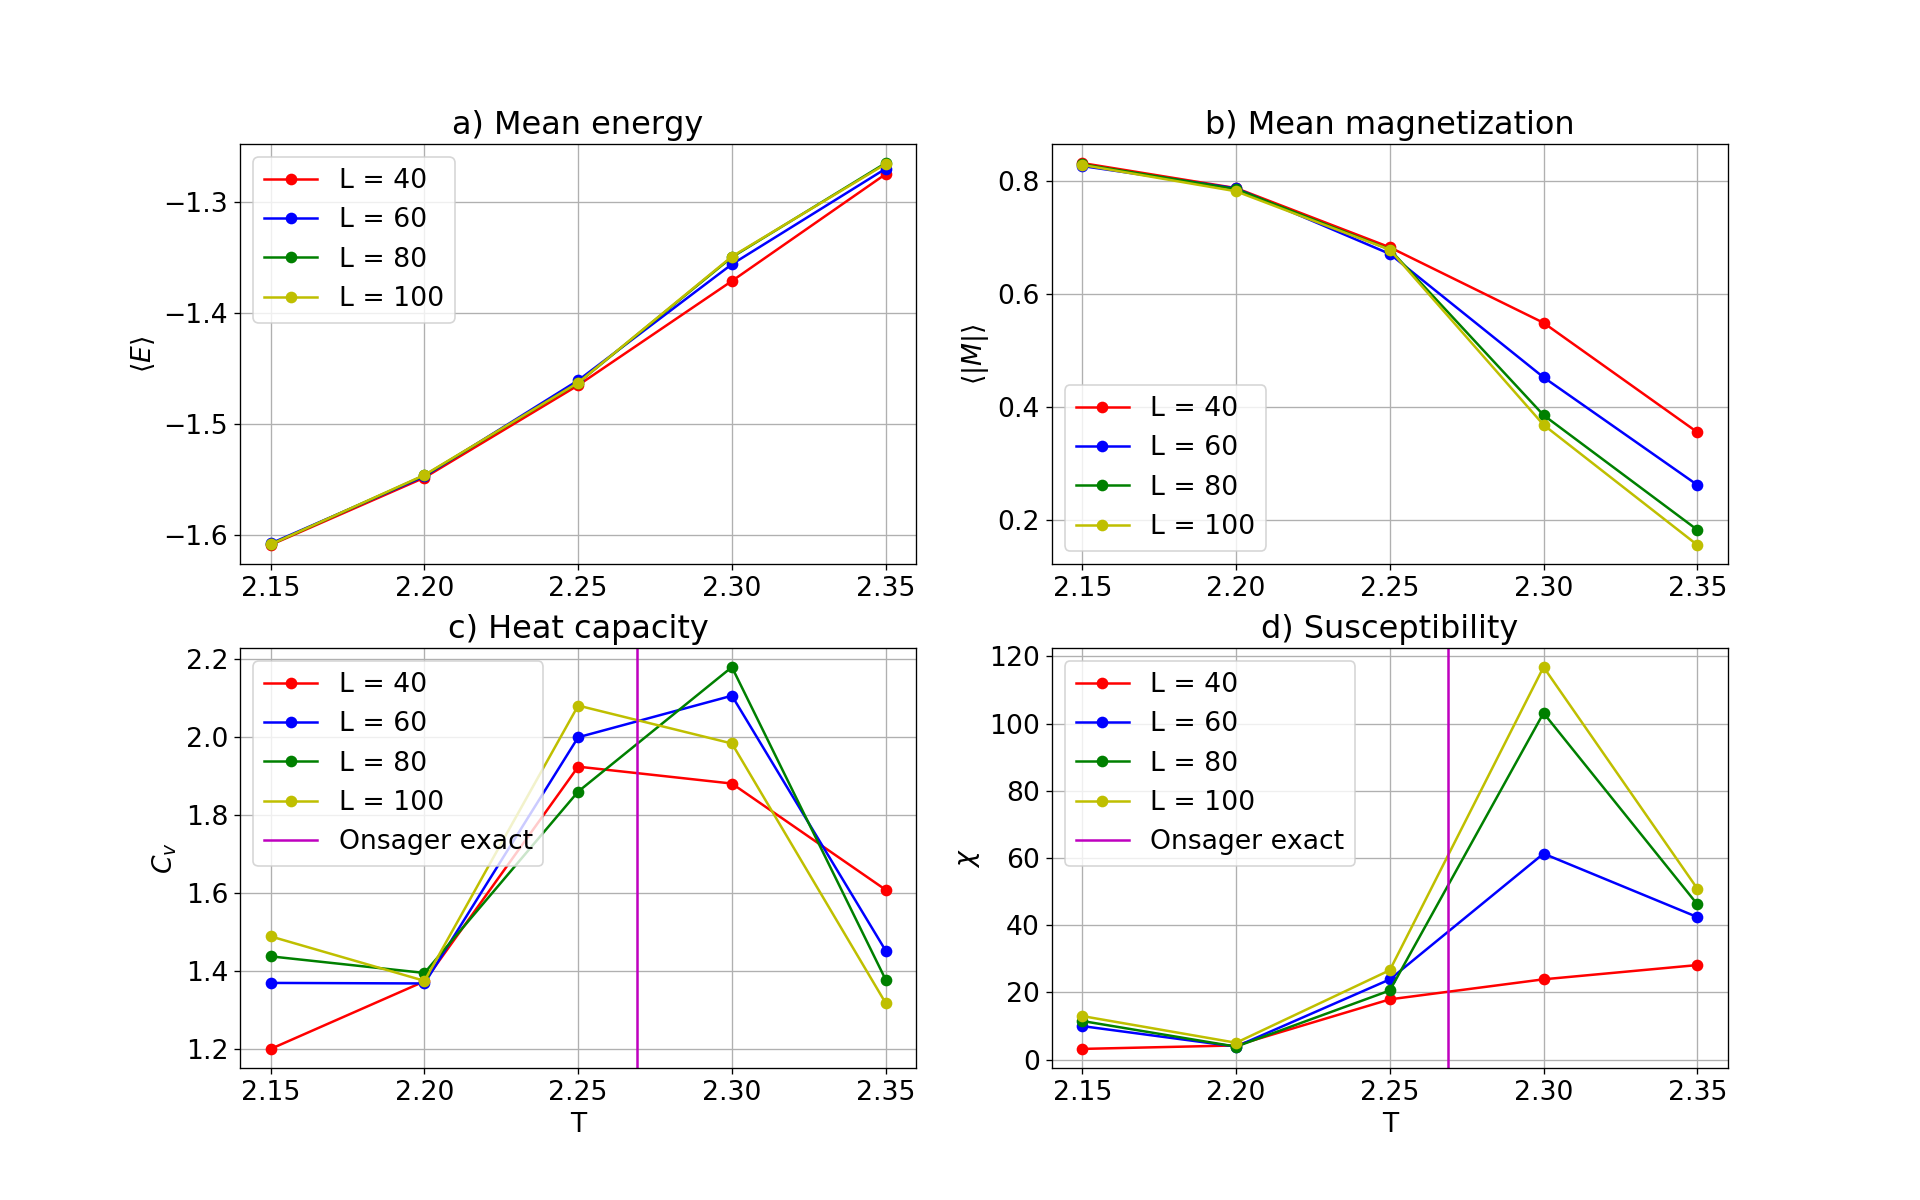 a) Mean energy
⟨E⟩
−1.3
−1.4
−1.5
−1.6
L = 40
L = 60
L = 80
L = 100
2.15 2.20 2.25 2.30 2.35
b) Mean magnetization
⟨|M|⟩
0.8
0.6
0.4
0.2
L = 40
L = 60
L = 80
L = 100
2.15 2.20 2.25 2.30 2.35
c) Heat capacity
Cv
2.2
2.0
1.8
1.6
1.4
1.2
L = 40
L = 60
L = 80
L = 100
Onsager exact
2.15 2.20 2.25 2.30 2.35
T
d) Susceptibility
χ
120
100
80
60
40
20
0
L = 40
L = 60
L = 80
L = 100
Onsager exact
2.15 2.20 2.25 2.30 2.35
T